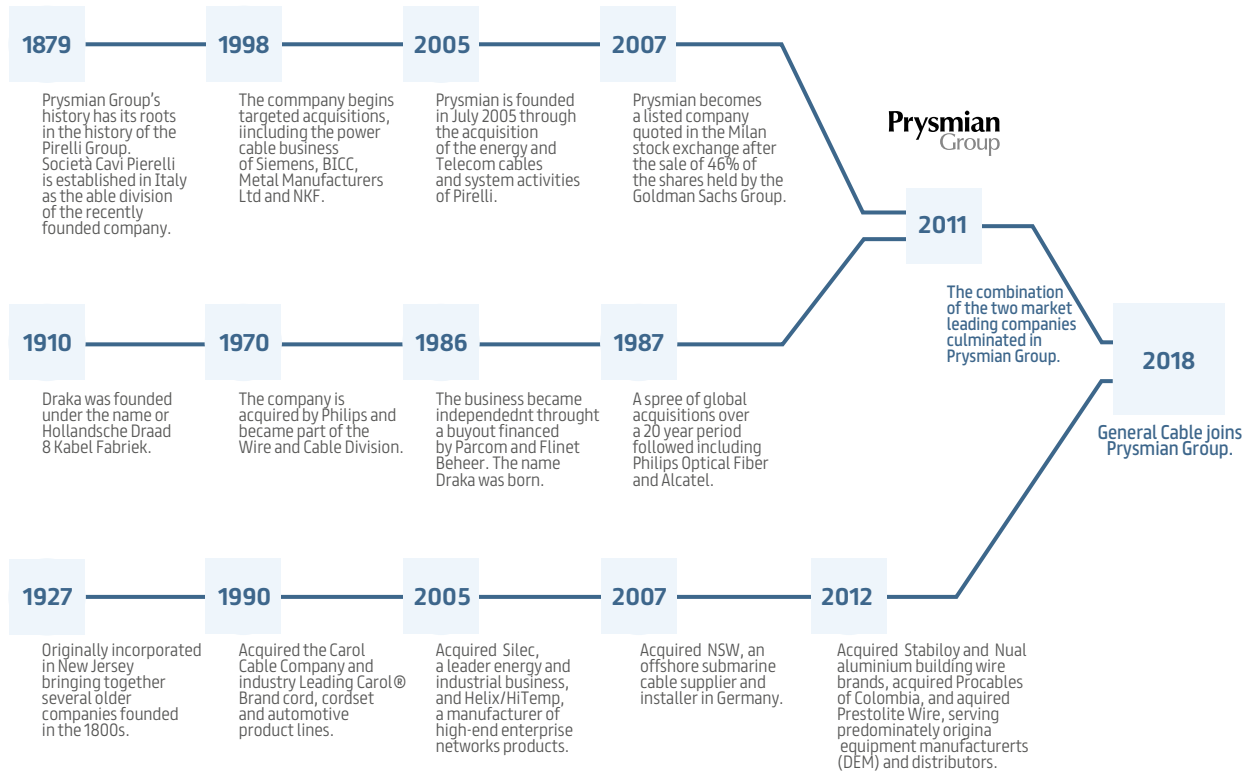 1879
Prysmian Group's
history has its roots
in the history of the
Pirelli Group.
Società Cavi Pierelli
is established in Italy
as the able division
of the recently
founded company.
1998
The commpany begins
targeted acquisitions,
iincluding the power
cable business
of Siemens, BICC,
Metal Manufacturers
Ltd and NKF.
2005
Prysmian is founded
in July 2005 through
the acquisition
of the energy and
Telecom cables
and system activities
of Pirelli.
2007
Prysmian becomes
a listed company
quoted in the Milan
stock exchange after
the sale of 46% of
the shares held by the
Goldman Sachs Group.
Prysmian
Group
2011
The combination
of the two market
leading companies
culminated in
Prysmian Group.
1910
Draka was founded
under the name or
Hollandsche Draad
8 Kabel Fabriek.
1970
The company is
acquired by Philips and
became part of the
Wire and Cable Division.
1986
The business became
independednt throught
a buyout financed
by Parcom and Flinet
Beheer. The name
Draka was born.
1987
A spree of global
acquisitions over
a 20 year period
followed including
Philips Optical Fiber
and Alcatel.
2018
General Cable joins
Prysmian Group.
1927
Originally incorporated
in New Jersey
bringing together
several older
companies founded
in the 1800s.
1990
Acquired the Carol
Cable Company and
industry Leading Carol®
Brand cord, cordset
and automotive
product lines.
2005
Acquired Silec,
a leader energy and
industrial business,
and Helix/HiTemp,
a manufacturer of
high-end enterprise
networks products.
2007
Acquired NSW, an
offshore submarine
cable supplier and
installer in Germany.
2012
Acquired Stabiloy and Nual
aluminium building wire
brands, acquired Procables
of Colombia, and aquired
Prestolite Wire, serving
predominately origina
equipment manufacturerts
(DEM) and distributors.